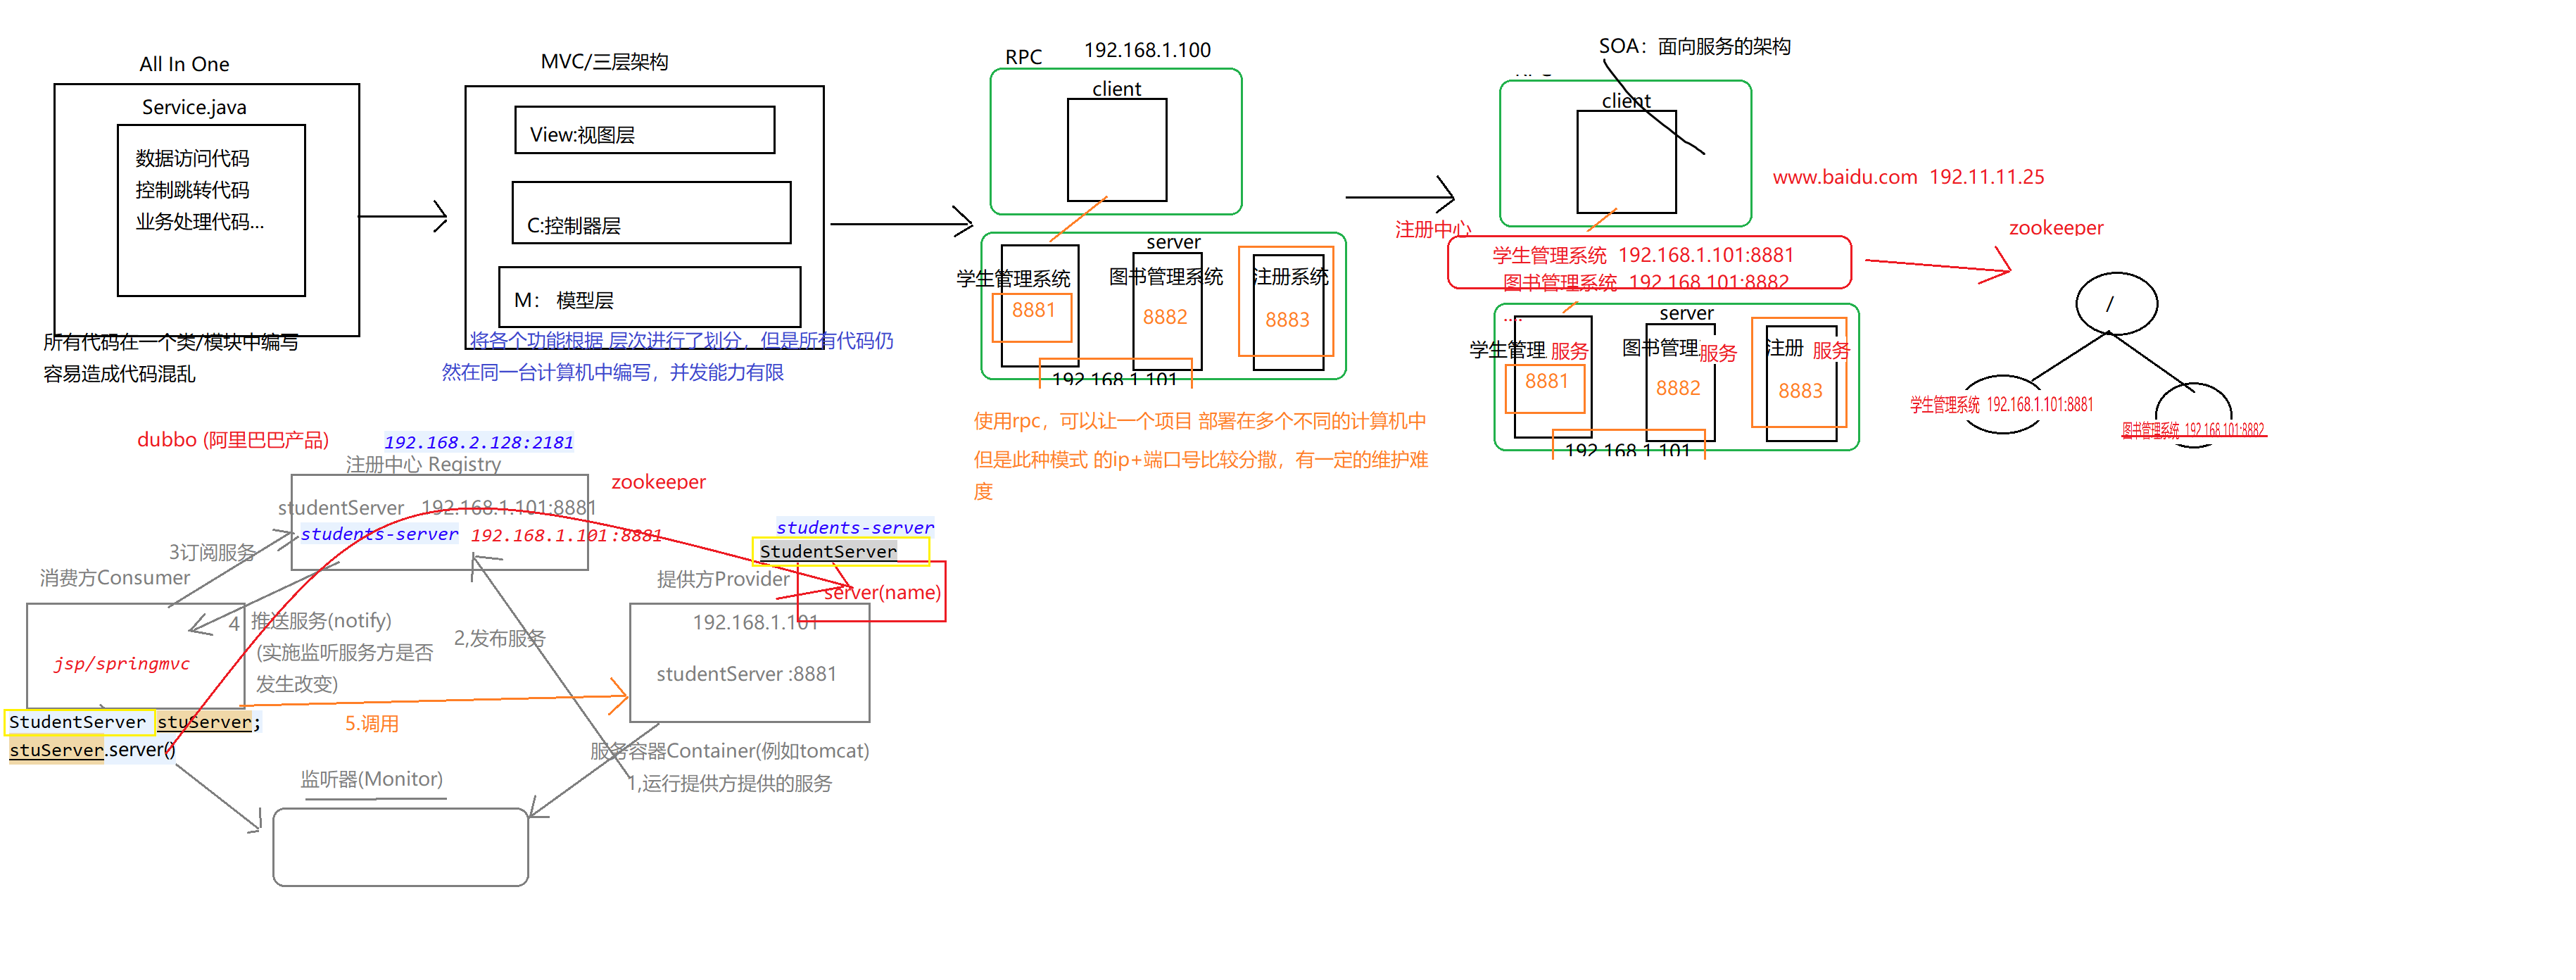 All In One
Service.java
数据访问代码
控制跳转代码
业务处理代码...
所有代码在一个类/模块中编写
容易造成代码混乱
MVC/三层架构
View:视图层
C:控制器层
M： 模型层
将各个功能根据 层次进行了划分，但是所有代码仍
然在同一台计算机中编写，并发能力有限
RPC
192.168.1.100
client
server
学生管理系统
图书管理系统
注册系统
8881
8882
8883
192.168.1.101
使用rpc，可以让一个项目 部署在多个不同的计算机中
但是此种模式 的ip+端口号比较分撒，有一定的维护难
度
SOA：面向服务的架构
client
www.baidu.com 192.11.11.25
注册中心
学生管理系统 192.168.1.101:8881
图书管理系统 192.168.101:8882
....
server
学生管理 服务
图书管理 服务
注册 服务
8881
8882
8883
192.168.1.101
zookeeper
/
学生管理系统 192.168.1.101:8881
图书管理系统 192.168.101:8882
dubbo (阿里巴巴产品)
192.168.2.128:2181
注册中心 Registry
zookeeper
studentServer 192.168.1.101:8881
students-server 192.168.1.101:8881
3订阅服务
消费方Consumer
4
推送服务(notify)
(实施监听服务方是否
发生改变)
jsp/springmvc
StudentServer stuServer;
stuServer.server()
5.调用
2,发布服务
students-server
StudentServer
提供方Provider
server(name)
192.168.1.101
studentServer :8881
服务容器Container(例如tomcat)
1,运行提供方提供的服务
监听器(Monitor)